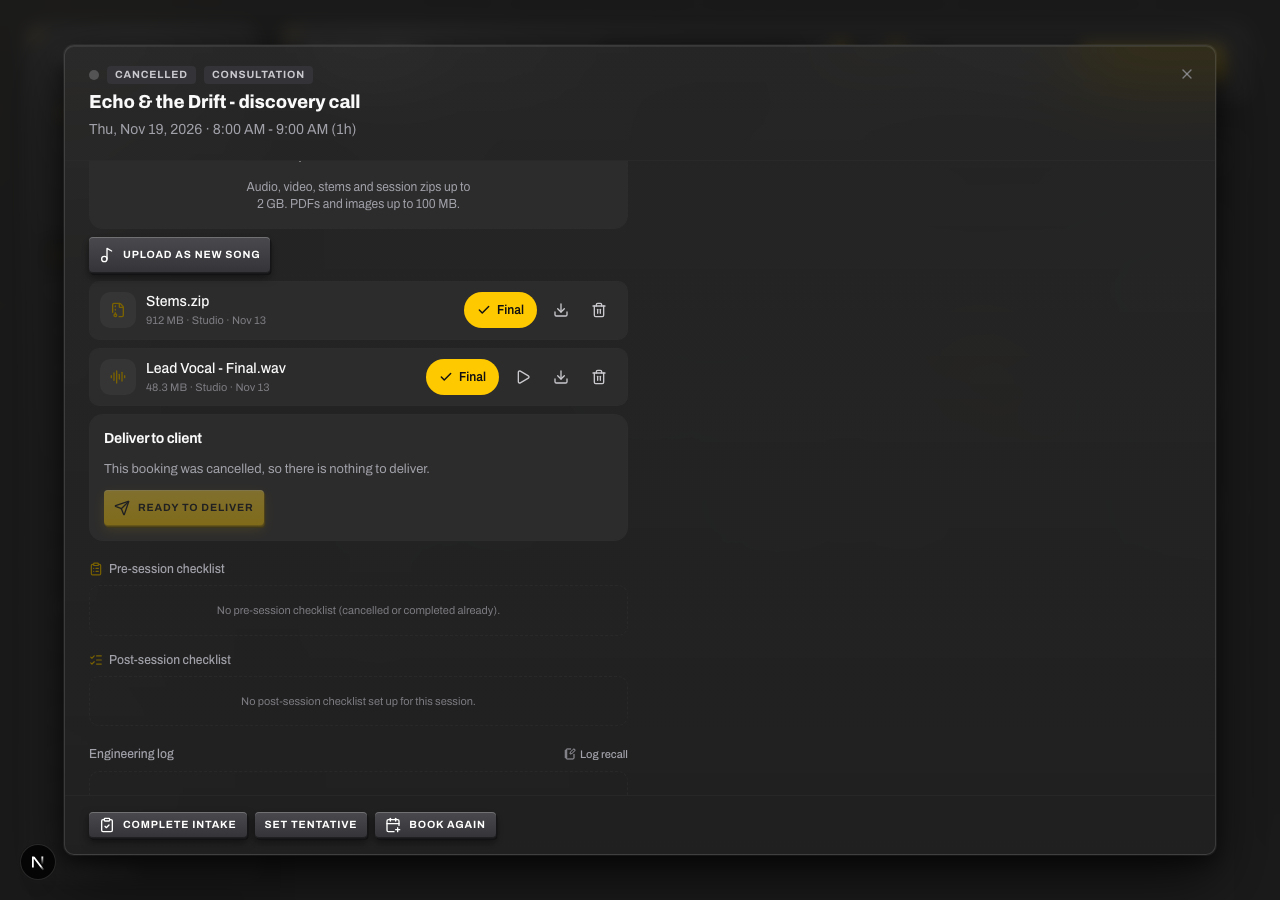 CANCELLED CONSULTATION
Echo & the Drift - discovery call
Thu, Nov 19, 2026 · 8:00 AM - 9:00 AM (1h)
Audio, video, stems and session zips up to
2 GB. PDFs and images up to 100 MB.
UPLOAD AS NEW SONG
Stems.zip
912 MB · Studio · Nov 13
Final
Lead Vocal - Final.wav
48.3 MB · Studio · Nov 13
Final
Deliver to client
This booking was cancelled, so there is nothing to deliver.
READY TO DELIVER
Pre-session checklist
No pre-session checklist (cancelled or completed already).
Post-session checklist
No post-session checklist set up for this session.
Engineering log
Log recall
COMPLETE INTAKE
SET TENTATIVE
BOOK AGAIN
N